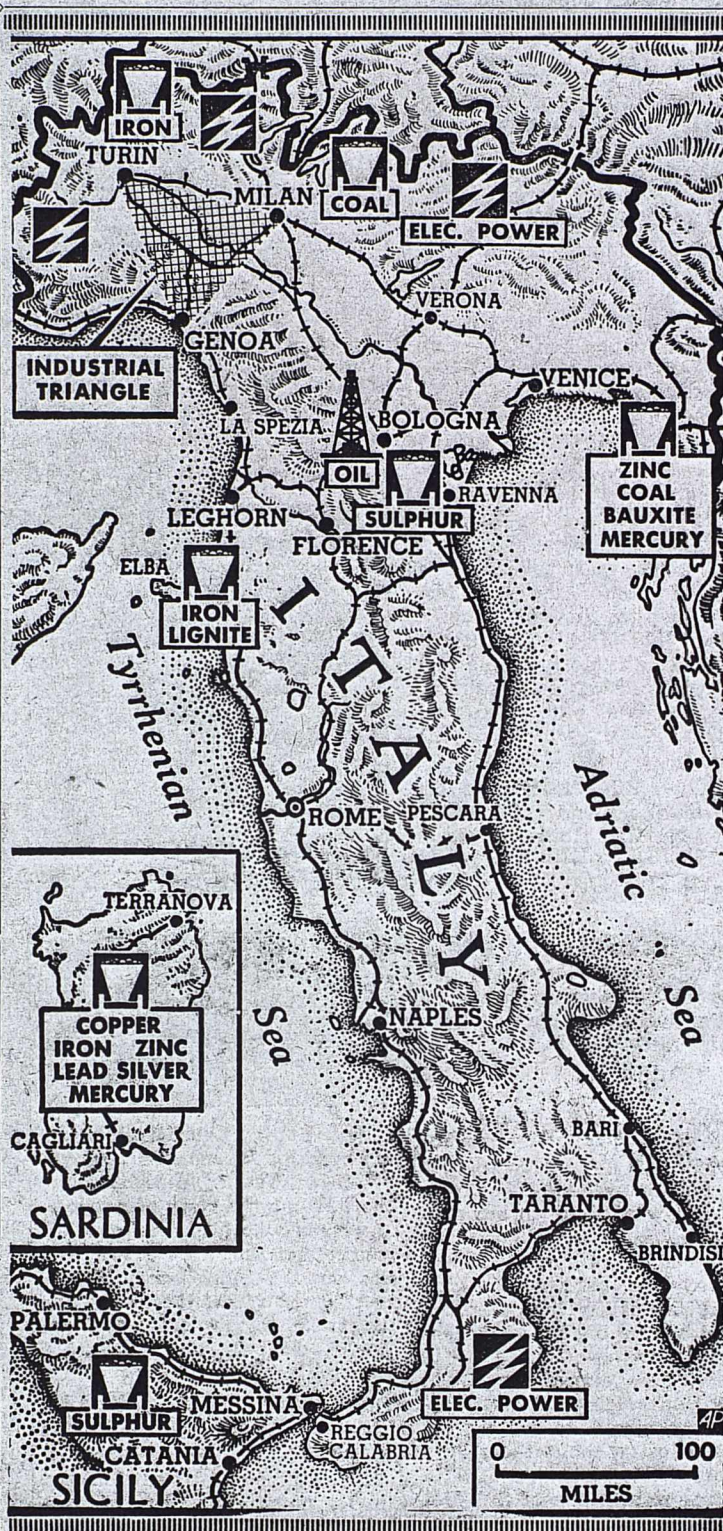 IRON
TURIN
MILAN
COAL
ELEC. POWER
VERONA
GENOA
INDUSTRIAL
TRIANGLE
VENICE
LA SPEZIA
BOLOGNA
OIL
ZINC
COAL
BAUXITE
MERCURY
RAVENNA
LEGHORN
SULPHUR
FLORENCE
ELBA
IRON
LIGNITE
ITALY
Tyrrhenian
Sea
Adriatic
Sea
ROME
PESCARA
TERRANOVA
COPPER
IRON ZINC
LEAD SILVER
MERCURY
CAGLIARI
SARDINIA
NAPLES
BARI
TARANTO
BRINDISI
PALERMO
SULPHUR
MESSINA
ELEC. POWER
REGGIO
CALABRIA
CATANIA
SICILY
AP
0 100
MILES